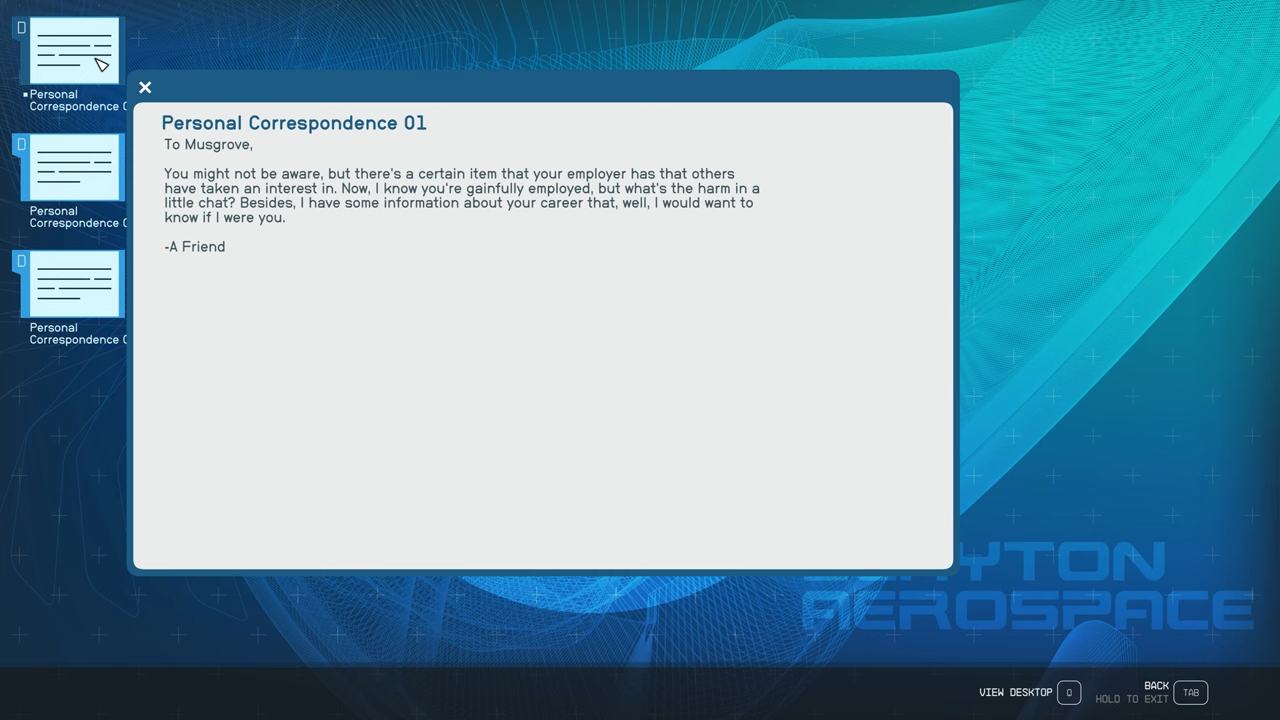 Personal
Correspondence 0
Personal
Correspondence 0
Personal
Correspondence 0
Personal Correspondence 01
To Musgrove,
You might not be aware, but there's a certain item that your employer has that others
have taken an interest in. Now, I know you're gainfully employed, but what's the harm in a
little chat? Besides, I have some information about your career that, well, I would want to
know if I were you.
-A Friend
AEROSPACE
VIEW DESKTOP Q
BACK
HOLD TO EXIT TAB